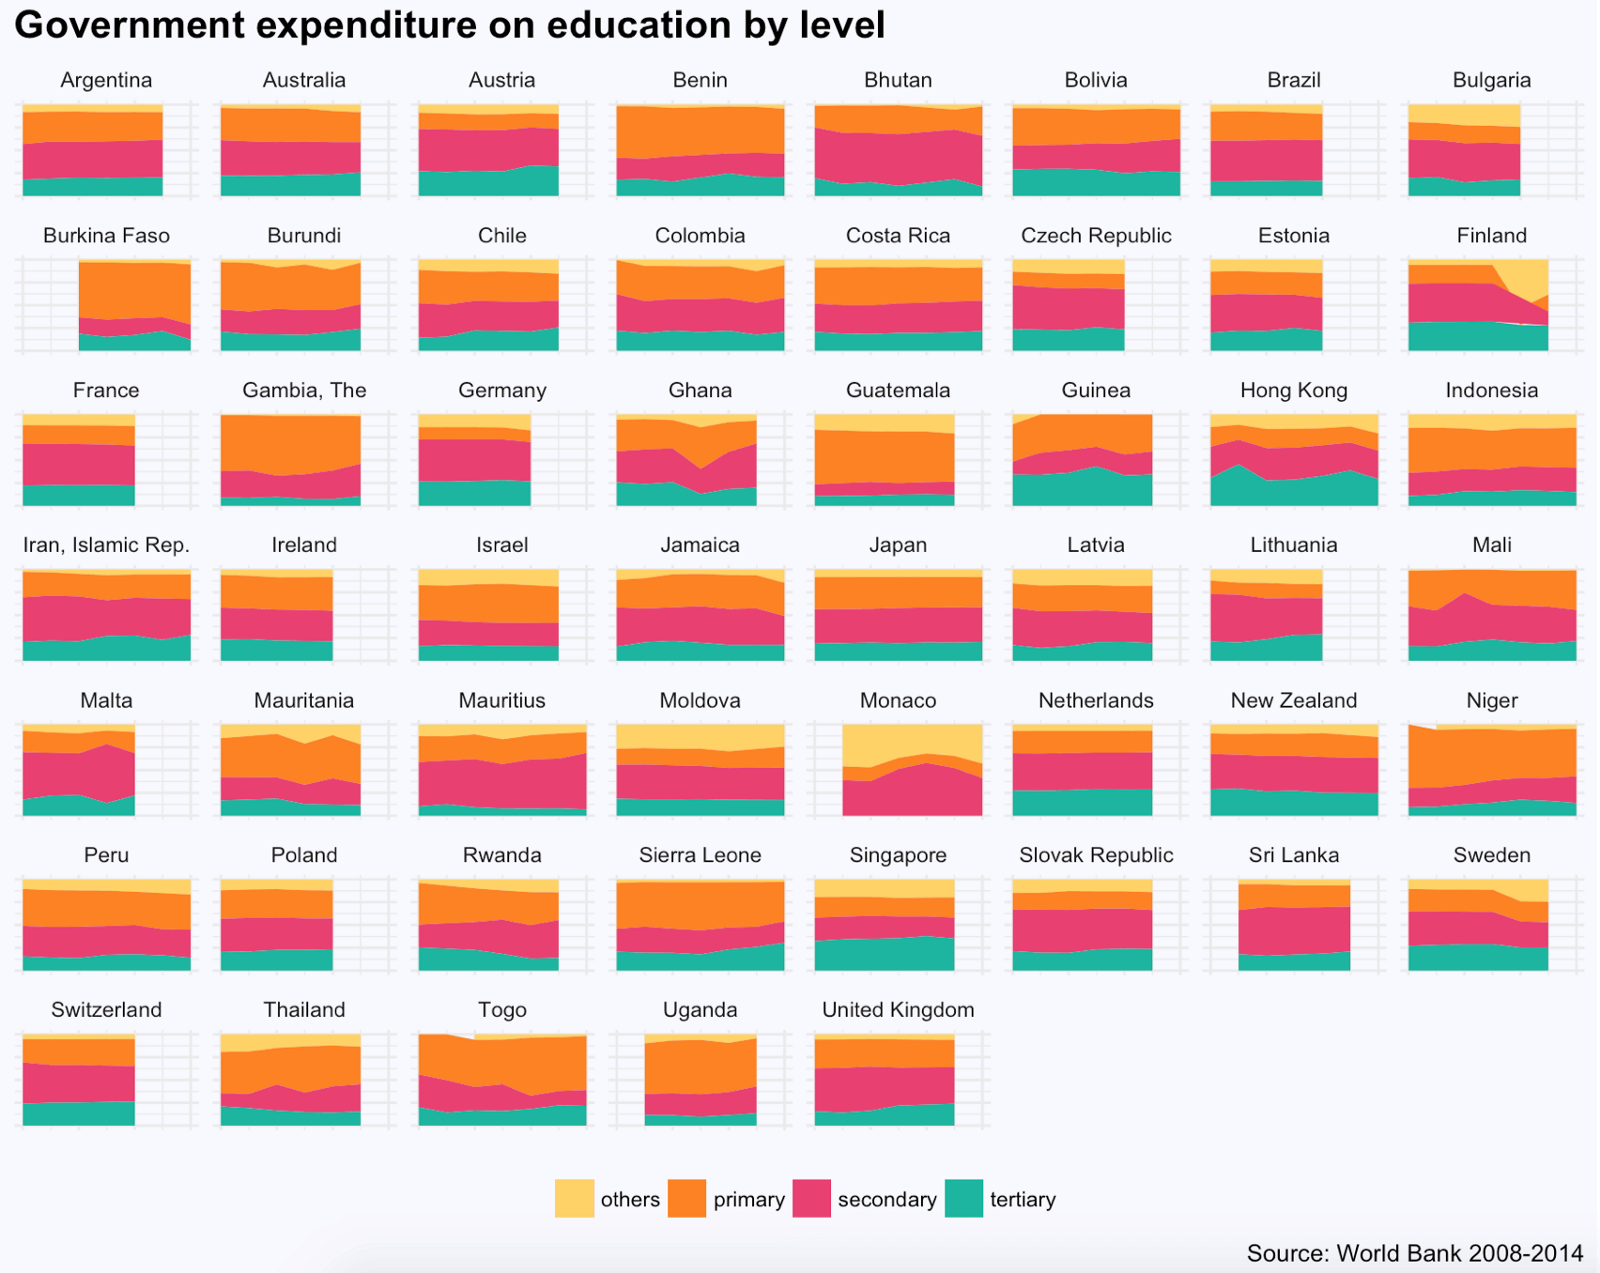 Government expenditure on education by level
Argentina Australia Austria Benin Bhutan Bolivia Brazil Bulgaria
Burkina Faso Burundi Chile Colombia Costa Rica Czech Republic Estonia Finland
France Gambia, The Germany Ghana Guatemala Guinea Hong Kong Indonesia
Iran, Islamic Rep. Ireland Israel Jamaica Japan Latvia Lithuania Mali
Malta Mauritania Mauritius Moldova Monaco Netherlands New Zealand Niger
Peru Poland Rwanda Sierra Leone Singapore Slovak Republic Sri Lanka Sweden
Switzerland Thailand Togo Uganda United Kingdom
others primary secondary tertiary
Source: World Bank 2008-2014